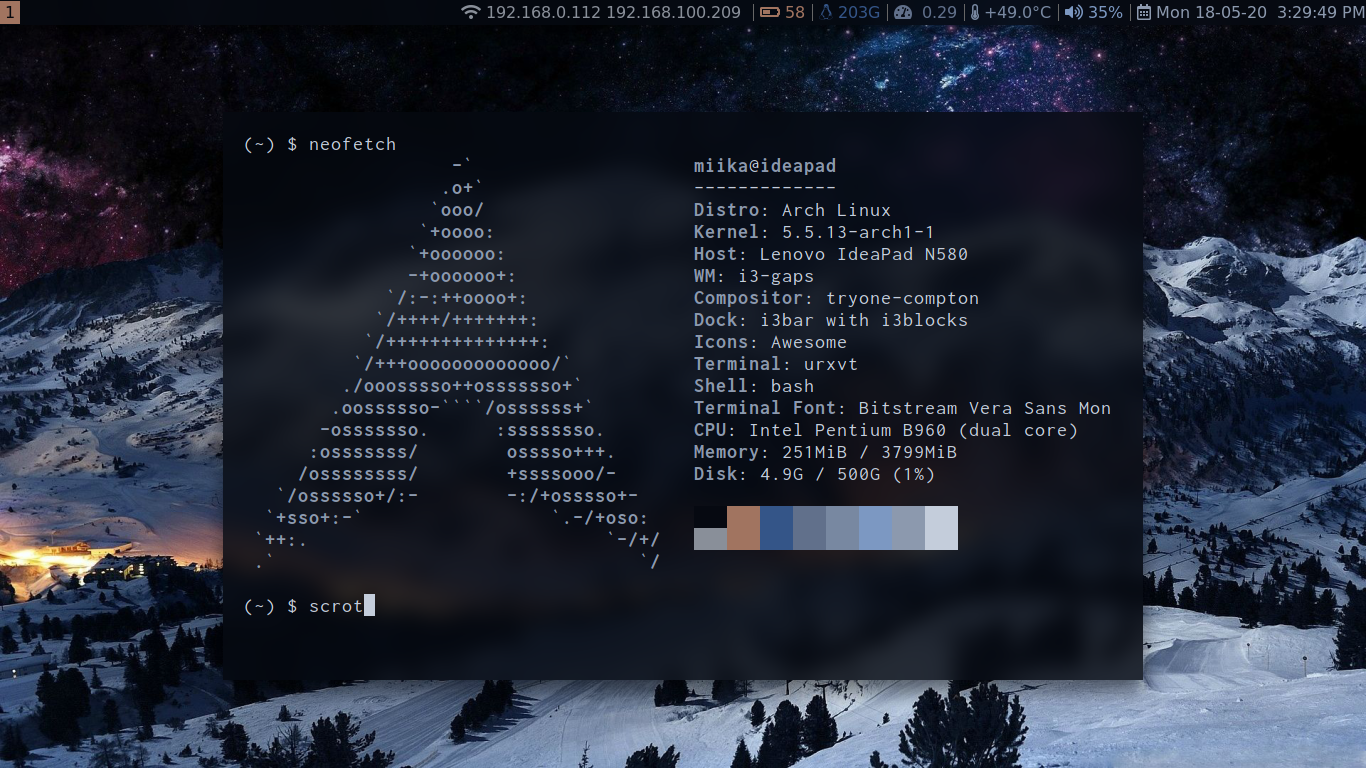 1 192.168.0.112 192.168.100.209 | 58 | 203G | 0.29 | +49.0°C | 35% | Mon 18-05-20 3:29:49 PM
(~) $ neofetch
-`
.o+`
`ooo/
`+oooo:
`+oooooo:
-+oooooo+:
`/:-:++oooo+:
`/++++/+++++++:
`/++++++++++++++:
`/+++ooooooooooooo/`
./ooosssso++osssssso+`
.oossssso-````/ossssss+`
-osssssso. :ssssssso.
:osssssss/ osssso+++.
/ossssssss/ +ssssooo/-
`/ossssso+/:- -:/+osssso+-
`+sso+:-` `.-/+oso:
`++:. `-/+/
.` `/
miika@ideapad
-------------
Distro: Arch Linux
Kernel: 5.5.13-arch1-1
Host: Lenovo IdeaPad N580
WM: i3-gaps
Compositor: tryone-compton
Dock: i3bar with i3blocks
Icons: Awesome
Terminal: urxvt
Shell: bash
Terminal Font: Bitstream Vera Sans Mon
CPU: Intel Pentium B960 (dual core)
Memory: 251MiB / 3799MiB
Disk: 4.9G / 500G (1%)
(~) $ scrot